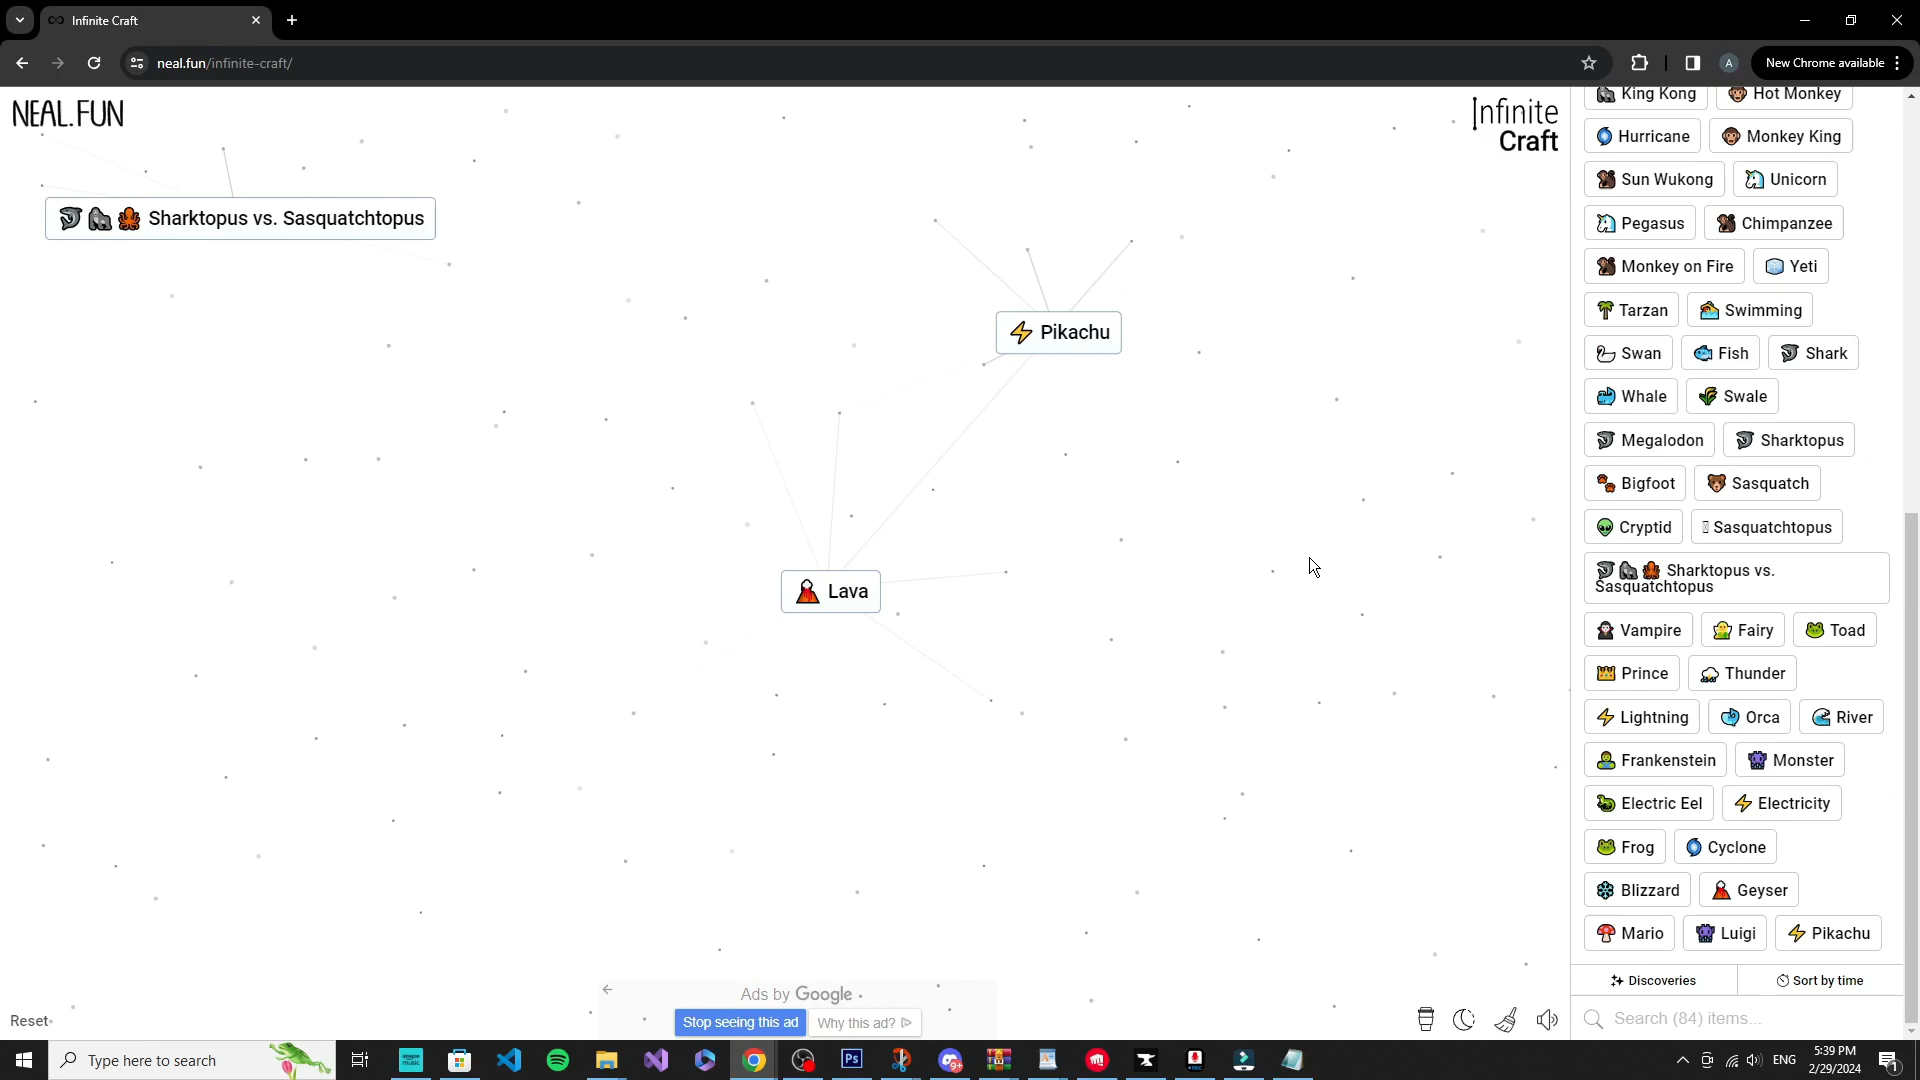 Infinite Craft
neal.fun/infinite-craft/
A
New Chrome available
NEAL.FUN
Infinite
Craft
Sharktopus vs. Sasquatchtopus
Pikachu
Lava
King Kong
Hot Monkey
Hurricane
Monkey King
Sun Wukong
Unicorn
Pegasus
Chimpanzee
Monkey on Fire
Yeti
Tarzan
Swimming
Swan
Fish
Shark
Whale
Swale
Megalodon
Sharktopus
Bigfoot
Sasquatch
Cryptid
Sasquatchtopus
Sharktopus vs.
Sasquatchtopus
Vampire
Fairy
Toad
Prince
Thunder
Lightning
Orca
River
Frankenstein
Monster
Electric Eel
Electricity
Frog
Cyclone
Blizzard
Geyser
Mario
Luigi
Pikachu
Discoveries
Sort by time
Search (84) items...
Ads by Google
Stop seeing this ad
Why this ad?
Reset
Type here to search
Ps
9+
ENG
5:39 PM
2/29/2024
1